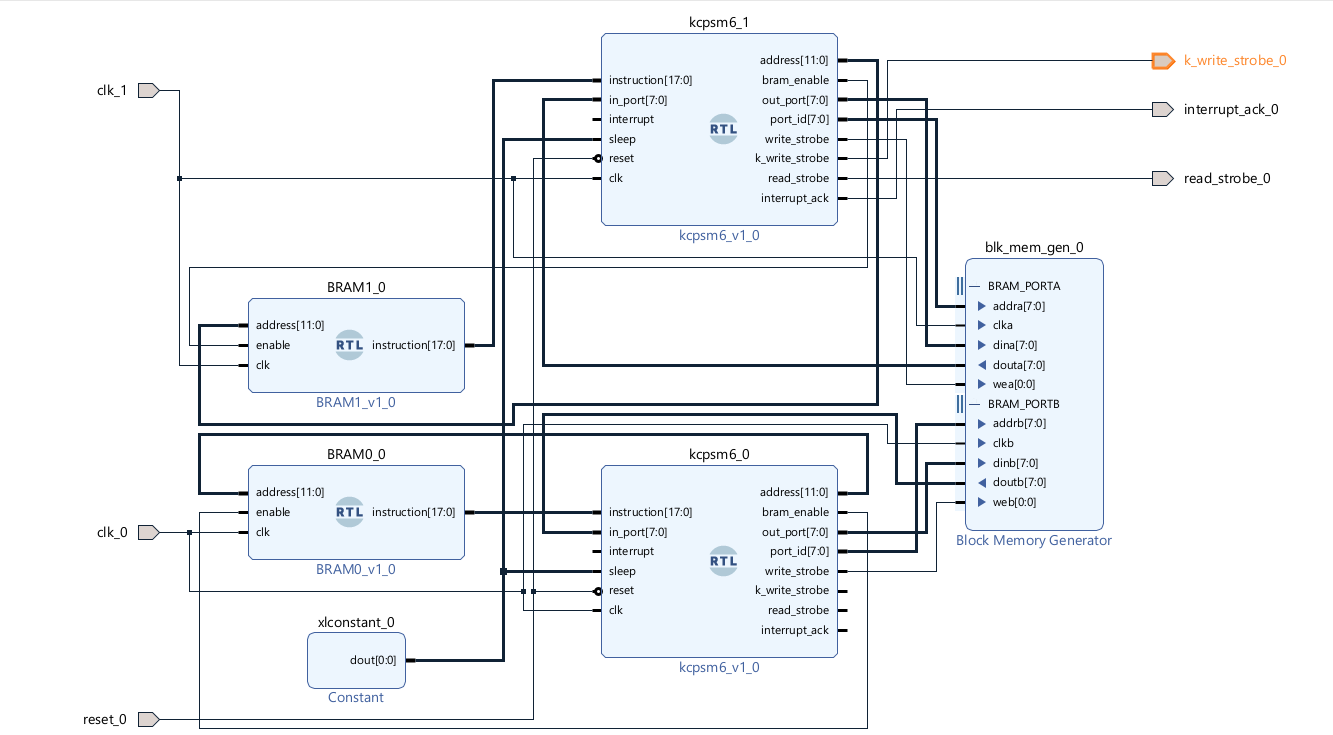 kcpsm6_1
address[11:0]
instruction[17:0]
bram_enable
in_port[7:0]
out_port[7:0]
interrupt
port_id[7:0]
sleep
write_strobe
reset
k_write_strobe
clk
read_strobe
interrupt_ack
RTL
kcpsm6_v1_0
clk_1
k_write_strobe_0
interrupt_ack_0
read_strobe_0
BRAM1_0
address[11:0]
enable
clk
RTL
instruction[17:0]
BRAM1_v1_0
blk_mem_gen_0
BRAM_PORTA
addra[7:0]
clka
dina[7:0]
douta[7:0]
wea[0:0]
BRAM_PORTB
addrb[7:0]
clkb
dinb[7:0]
doutb[7:0]
web[0:0]
Block Memory Generator
BRAM0_0
address[11:0]
enable
clk
RTL
instruction[17:0]
BRAM0_v1_0
clk_0
kcpsm6_0
address[11:0]
instruction[17:0]
bram_enable
in_port[7:0]
out_port[7:0]
interrupt
port_id[7:0]
sleep
write_strobe
reset
k_write_strobe
clk
read_strobe
interrupt_ack
RTL
kcpsm6_v1_0
xlconstant_0
dout[0:0]
Constant
reset_0